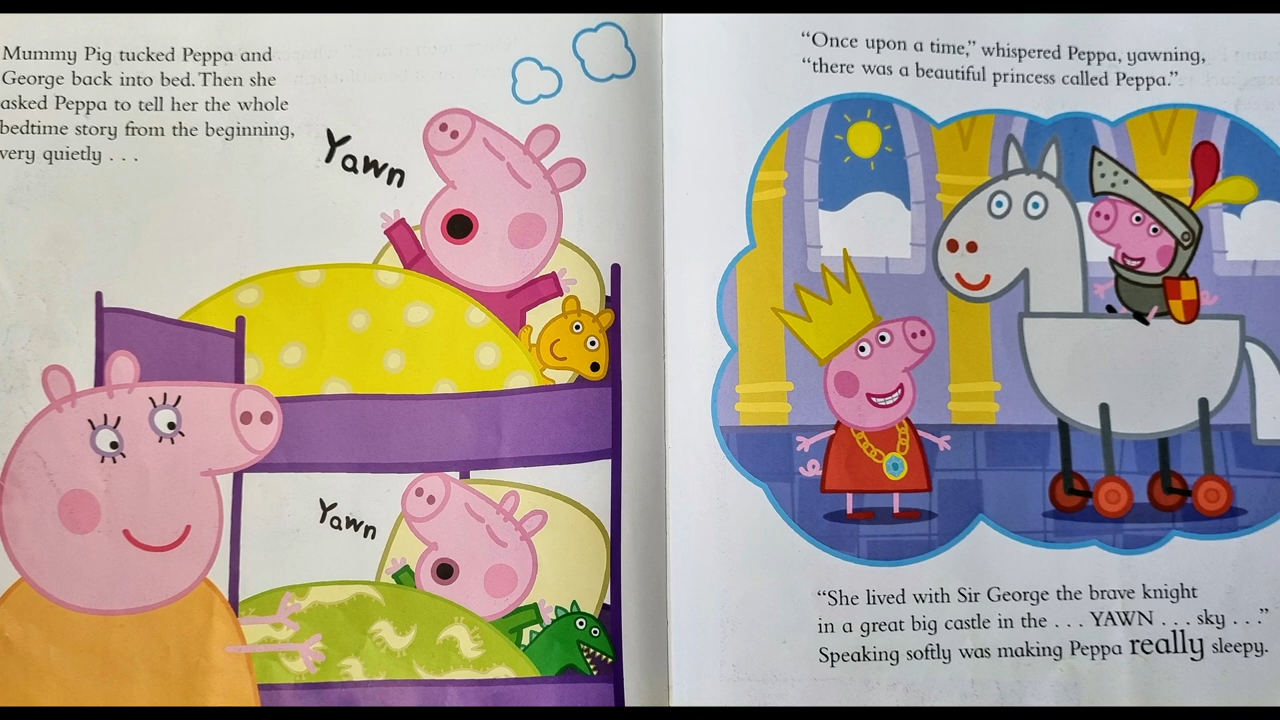 Mummy Pig tucked Peppa and
George back into bed. Then she
asked Peppa to tell her the whole
bedtime story from the beginning,
very quietly . . .
Yawn
Yawn
“Once upon a time,” whispered Peppa, yawning,
“there was a beautiful princess called Peppa.”
“She lived with Sir George the brave knight
in a great big castle in the . . . YAWN . . . sky . . .”
Speaking softly was making Peppa really sleepy.